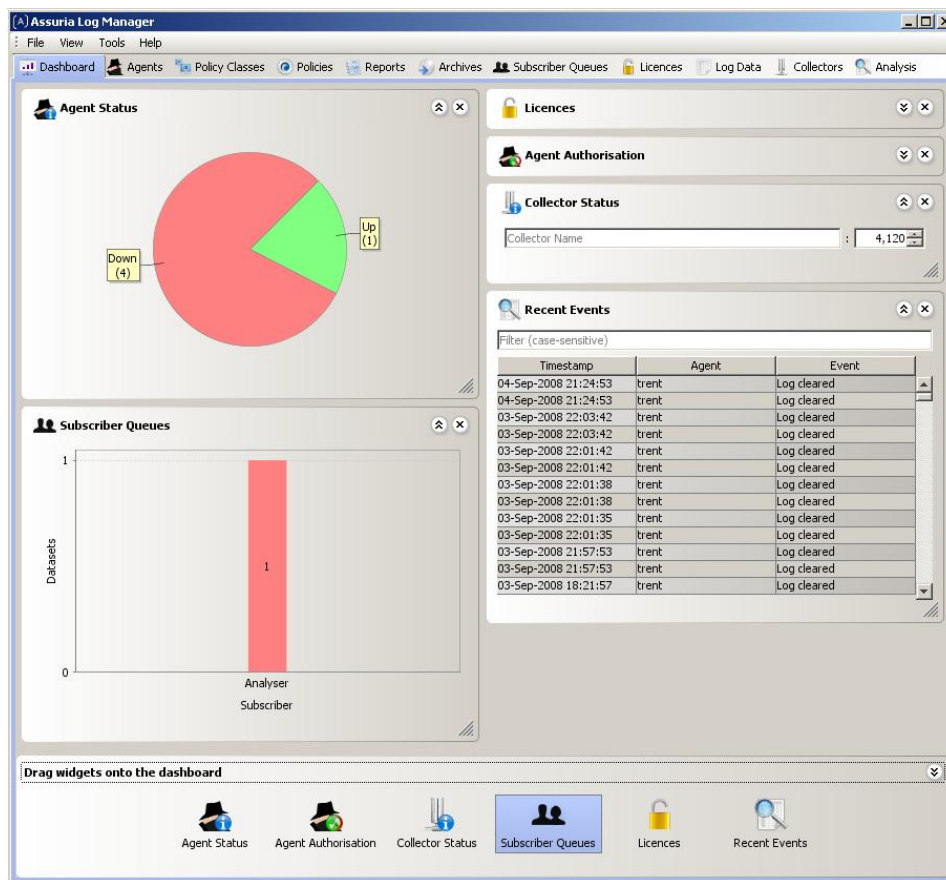 Assuria Log Manager
File View Tools Help
Dashboard Agents Policy Classes Policies Reports Archives Subscriber Queues Licences Log Data Collectors Analysis
Agent Status
Up
(1)
Down
(4)
Subscriber Queues
1
Datasets
1
0
Analyser
Subscriber
Licences
Agent Authorisation
Collector Status
Collector Name : 4,120
Recent Events
Filter (case-sensitive)
Timestamp Agent Event
04-Sep-2008 21:24:53 trent Log cleared
04-Sep-2008 21:24:53 trent Log cleared
03-Sep-2008 22:03:42 trent Log cleared
03-Sep-2008 22:03:42 trent Log cleared
03-Sep-2008 22:01:42 trent Log cleared
03-Sep-2008 22:01:42 trent Log cleared
03-Sep-2008 22:01:38 trent Log cleared
03-Sep-2008 22:01:38 trent Log cleared
03-Sep-2008 22:01:35 trent Log cleared
03-Sep-2008 22:01:35 trent Log cleared
03-Sep-2008 21:57:53 trent Log cleared
03-Sep-2008 21:57:53 trent Log cleared
03-Sep-2008 18:21:57 trent Log cleared
Drag widgets onto the dashboard
Agent Status Agent Authorisation Collector Status Subscriber Queues Licences Recent Events